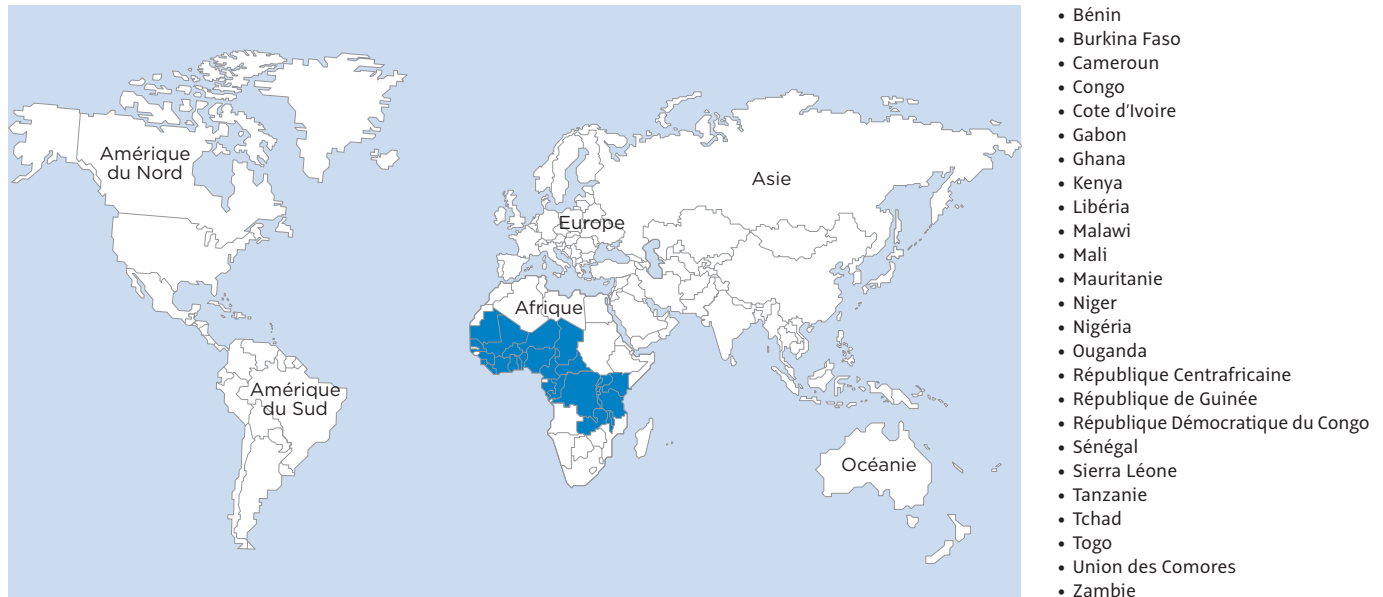 Amérique
du Nord
Asie
Europe
Afrique
Amérique
du Sud
Océanie
• Bénin
• Burkina Faso
• Cameroun
• Congo
• Cote d'Ivoire
• Gabon
• Ghana
• Kenya
• Libéria
• Malawi
• Mali
• Mauritanie
• Niger
• Nigéria
• Ouganda
• République Centrafricaine
• République de Guinée
• République Démocratique du Congo
• Sénégal
• Sierra Léone
• Tanzanie
• Tchad
• Togo
• Union des Comores
• Zambie